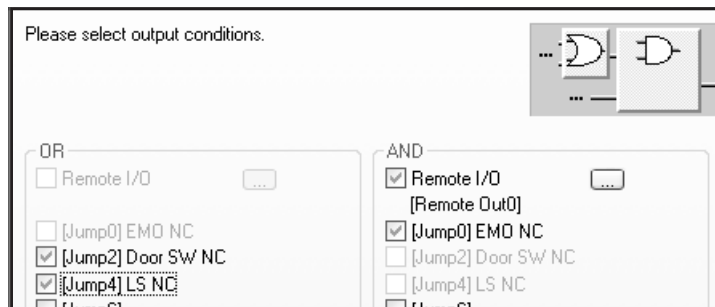 Please select output conditions.
OR
Remote I/O ...
[Jump0] EMO NC
[Jump2] Door SW NC
[Jump4] LS NC
AND
Remote I/O ...
[Remote Out0]
[Jump0] EMO NC
[Jump2] Door SW NC
[Jump4] LS NC